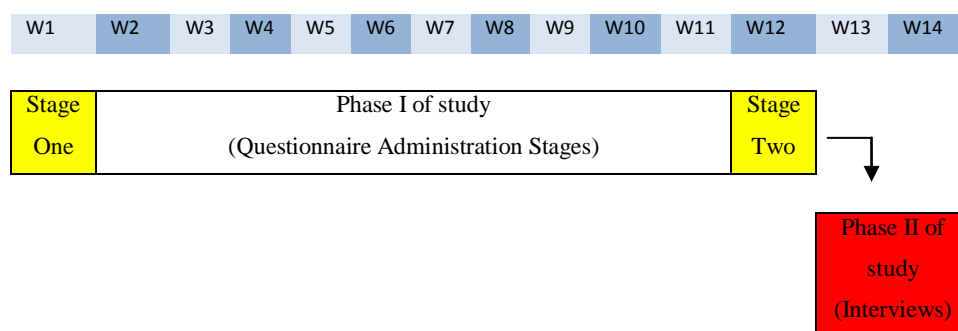 W1 W2 W3 W4 W5 W6 W7 W8 W9 W10 W11 W12 W13 W14
Stage One
Phase I of study
(Questionnaire Administration Stages)
Stage Two
Phase II of
study
(Interviews)